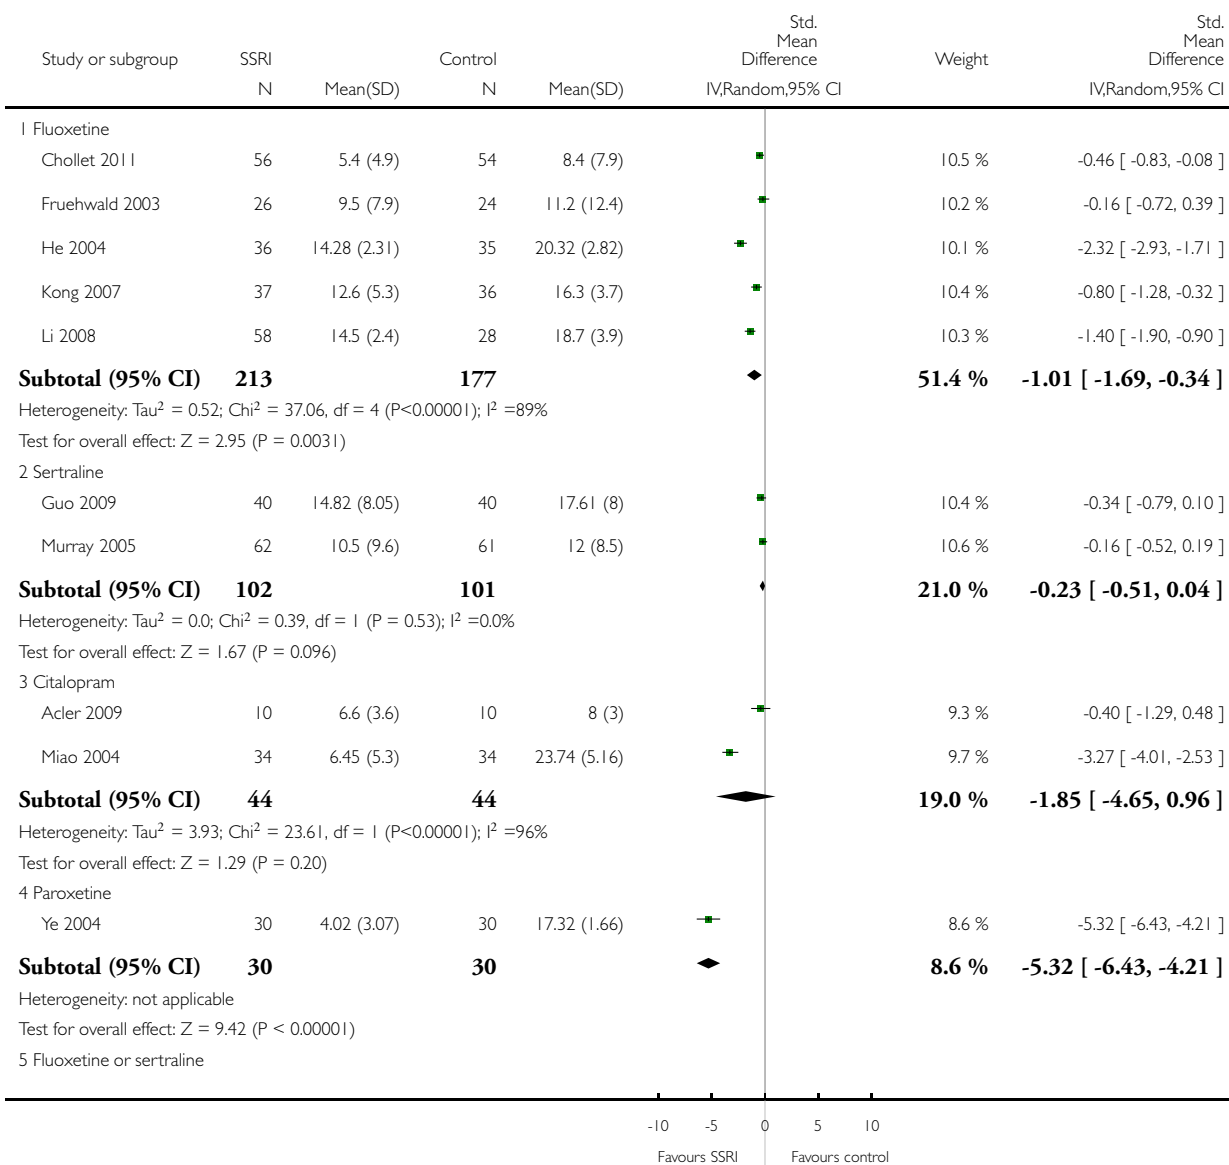 Study or subgroup SSRI Control Std. Mean Difference Weight Std. Mean Difference
N Mean(SD) N Mean(SD) IV,Random,95% CI IV,Random,95% CI
1 Fluoxetine
Chollet 2011 56 5.4 (4.9) 54 8.4 (7.9) 10.5 % -0.46 [ -0.83, -0.08 ]
Fruehwald 2003 26 9.5 (7.9) 24 11.2 (12.4) 10.2 % -0.16 [ -0.72, 0.39 ]
He 2004 36 14.28 (2.31) 35 20.32 (2.82) 10.1 % -2.32 [ -2.93, -1.71 ]
Kong 2007 37 12.6 (5.3) 36 16.3 (3.7) 10.4 % -0.80 [ -1.28, -0.32 ]
Li 2008 58 14.5 (2.4) 28 18.7 (3.9) 10.3 % -1.40 [ -1.90, -0.90 ]
Subtotal (95% CI) 213 177 51.4 % -1.01 [ -1.69, -0.34 ]
Heterogeneity: Tau² = 0.52; Chi² = 37.06, df = 4 (P<0.00001); I² =89%
Test for overall effect: Z = 2.95 (P = 0.0031)
2 Sertraline
Guo 2009 40 14.82 (8.05) 40 17.61 (8) 10.4 % -0.34 [ -0.79, 0.10 ]
Murray 2005 62 10.5 (9.6) 61 12 (8.5) 10.6 % -0.16 [ -0.52, 0.19 ]
Subtotal (95% CI) 102 101 21.0 % -0.23 [ -0.51, 0.04 ]
Heterogeneity: Tau² = 0.0; Chi² = 0.39, df = 1 (P = 0.53); I² =0.0%
Test for overall effect: Z = 1.67 (P = 0.096)
3 Citalopram
Acler 2009 10 6.6 (3.6) 10 8 (3) 9.3 % -0.40 [ -1.29, 0.48 ]
Miao 2004 34 6.45 (5.3) 34 23.74 (5.16) 9.7 % -3.27 [ -4.01, -2.53 ]
Subtotal (95% CI) 44 44 19.0 % -1.85 [ -4.65, 0.96 ]
Heterogeneity: Tau² = 3.93; Chi² = 23.61, df = 1 (P<0.00001); I² =96%
Test for overall effect: Z = 1.29 (P = 0.20)
4 Paroxetine
Ye 2004 30 4.02 (3.07) 30 17.32 (1.66) 8.6 % -5.32 [ -6.43, -4.21 ]
Subtotal (95% CI) 30 30 8.6 % -5.32 [ -6.43, -4.21 ]
Heterogeneity: not applicable
Test for overall effect: Z = 9.42 (P < 0.00001)
5 Fluoxetine or sertraline
-10 -5 0 5 10
Favours SSRI Favours control